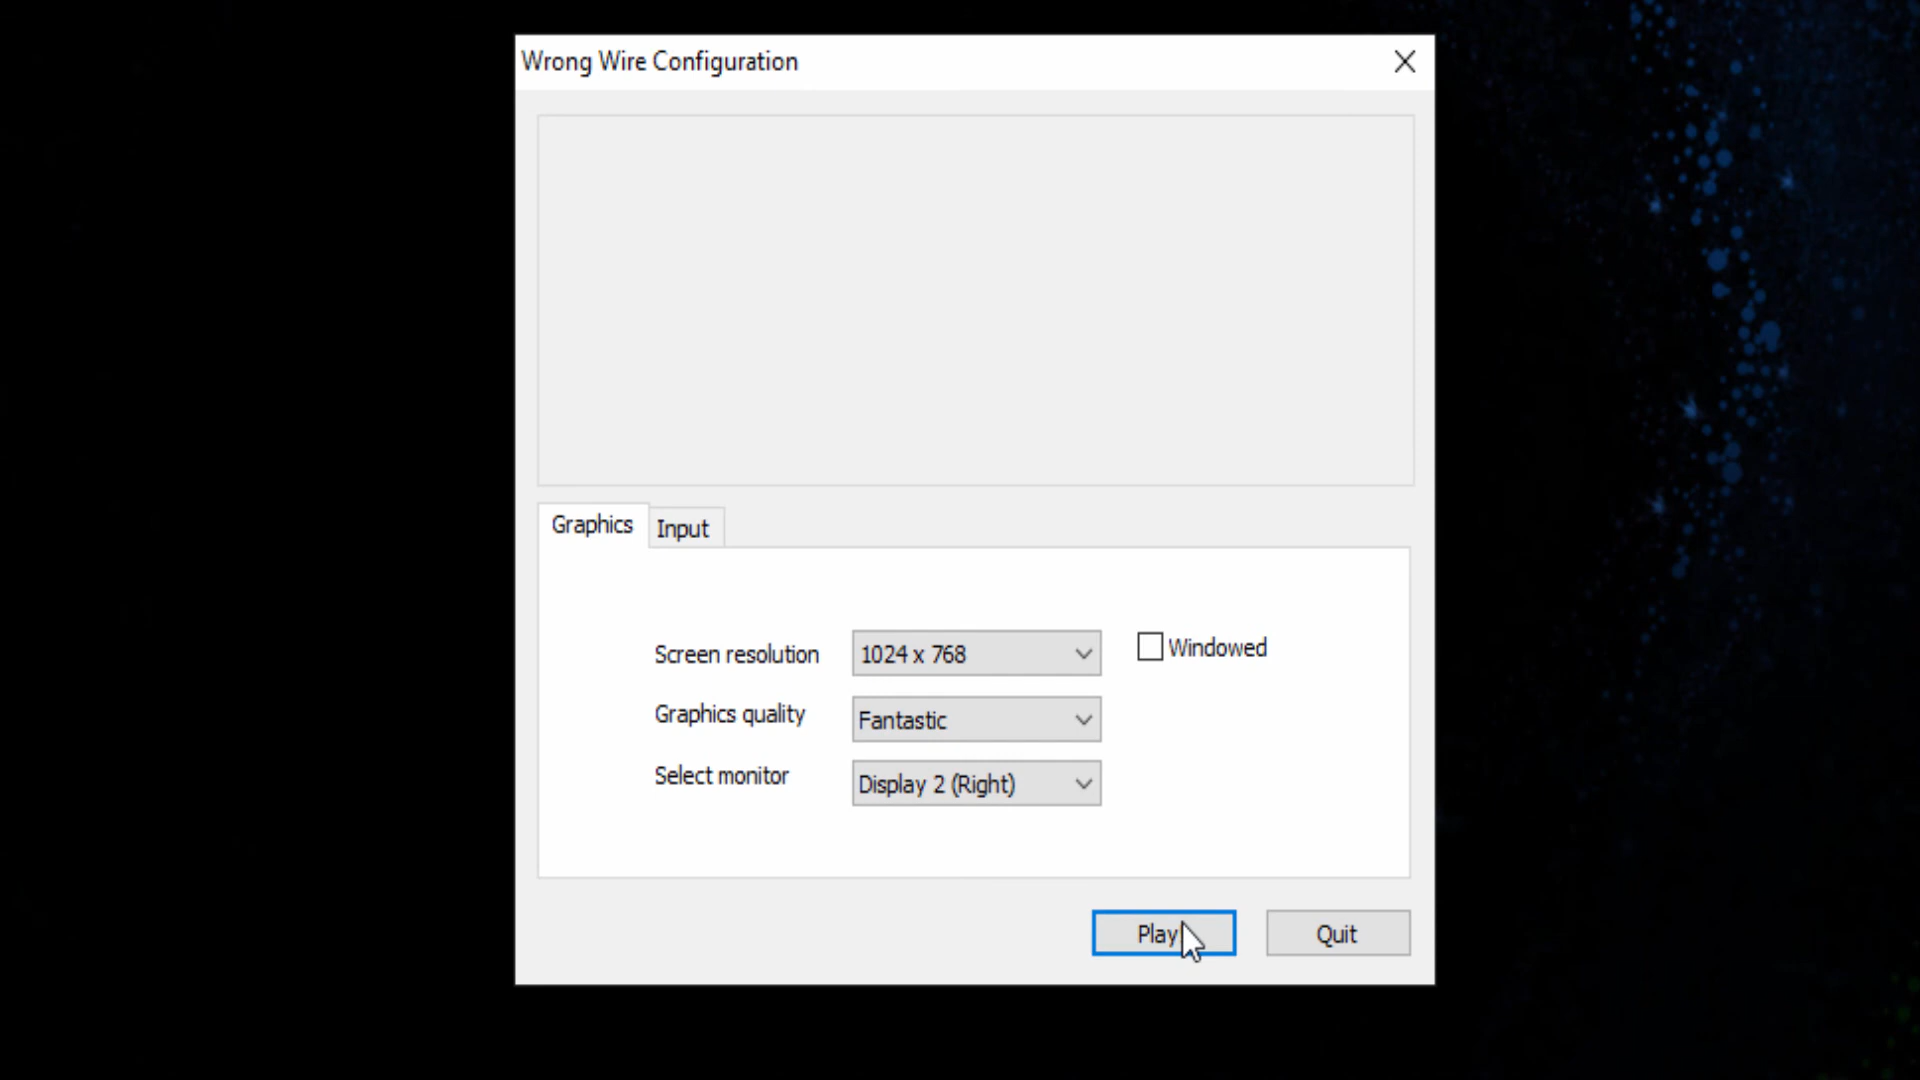 Wrong Wire Configuration
Graphics
Input
Screen resolution
1024 x 768
Windowed
Graphics quality
Fantastic
Select monitor
Display 2 (Right)
Play!
Quit